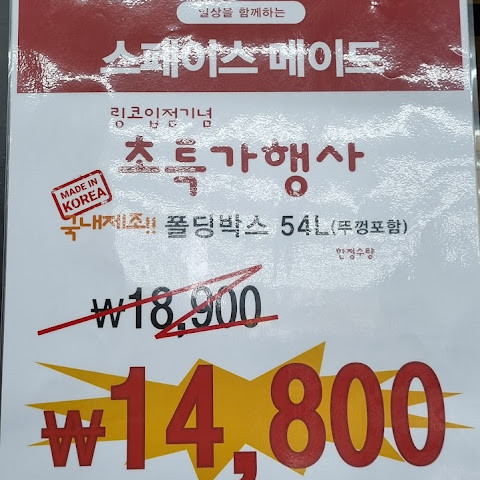 일상을 함께하는
스페이스 메이드
링코입점기념
초특가행사
MADE IN
KOREA
국내제조!! 폴딩박스 54L(뚜껑포함)
한정수량
₩18,900
₩14,800